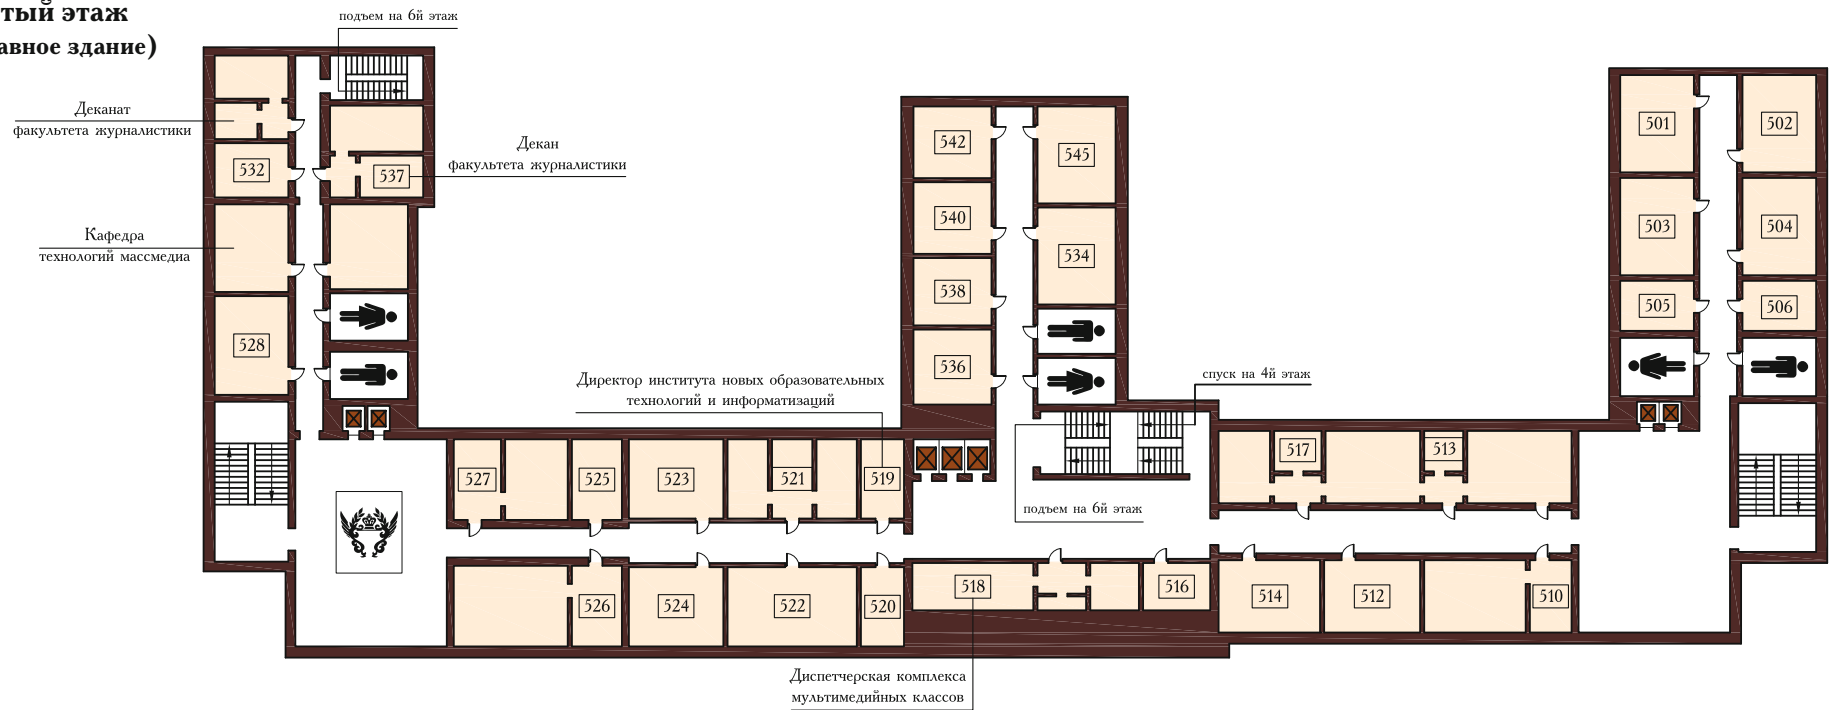 тый этаж
авное здание)
подъем на 6й этаж
Деканат
факультета журналистики
Декан
факультета журналистики
532
537
Кафедра
технологий массмедиа
528
542
545
540
534
538
536
501
502
503
504
505
506
Директор института новых образовательных
технологий и информатизаций
спуск на 4й этаж
527
525
523
521
519
517
513
подъем на 6й этаж
526
524
522
520
518
516
514
512
510
Диспетчерская комплекса
мультимедийных классов